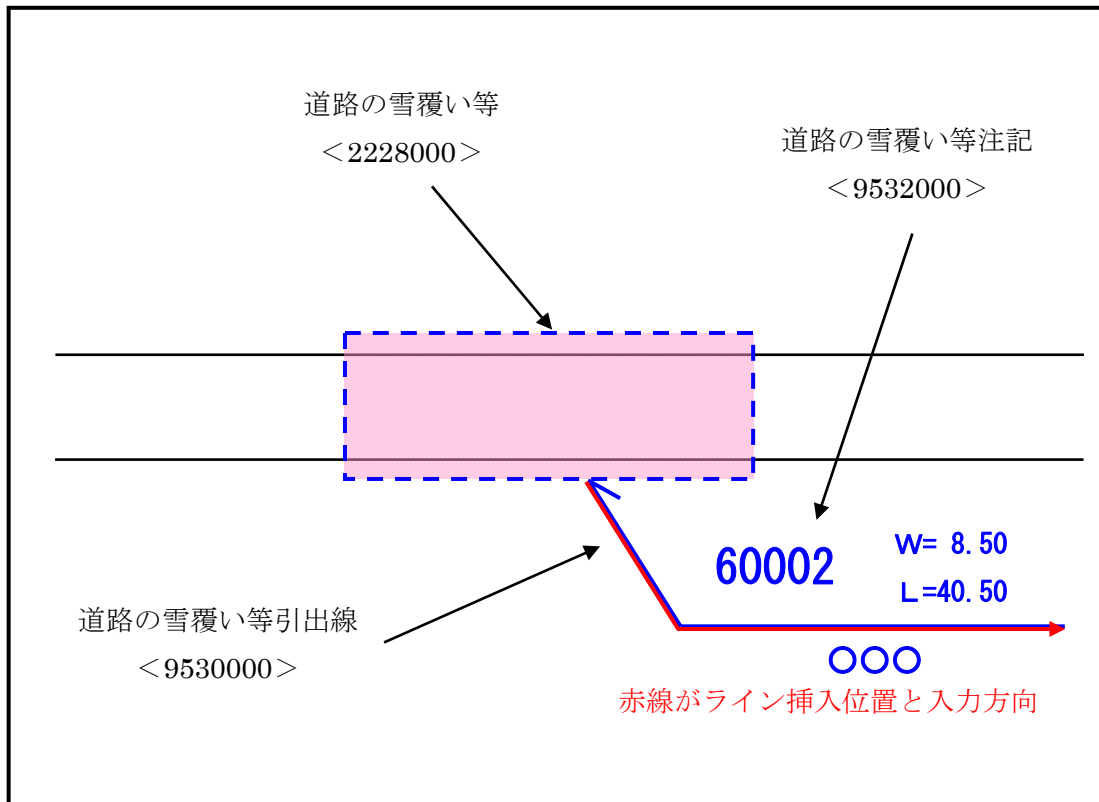 道路の雪覆い等
＜2228000＞
道路の雪覆い等注記
＜9532000＞
60002
W= 8.50
L=40.50
道路の雪覆い等引出線
＜9530000＞
○○○
赤線がライン挿入位置と入力方向